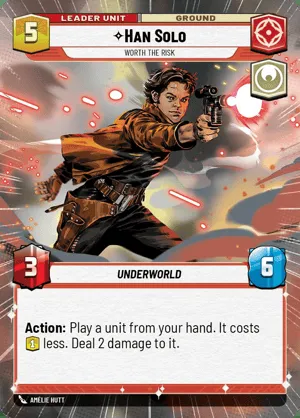 LEADER UNIT
GROUND
5
HAN SOLO
WORTH THE RISK
3
UNDERWORLD
6
Action: Play a unit from your hand. It costs
1 less. Deal 2 damage to it.
AMÉLIE HUTT